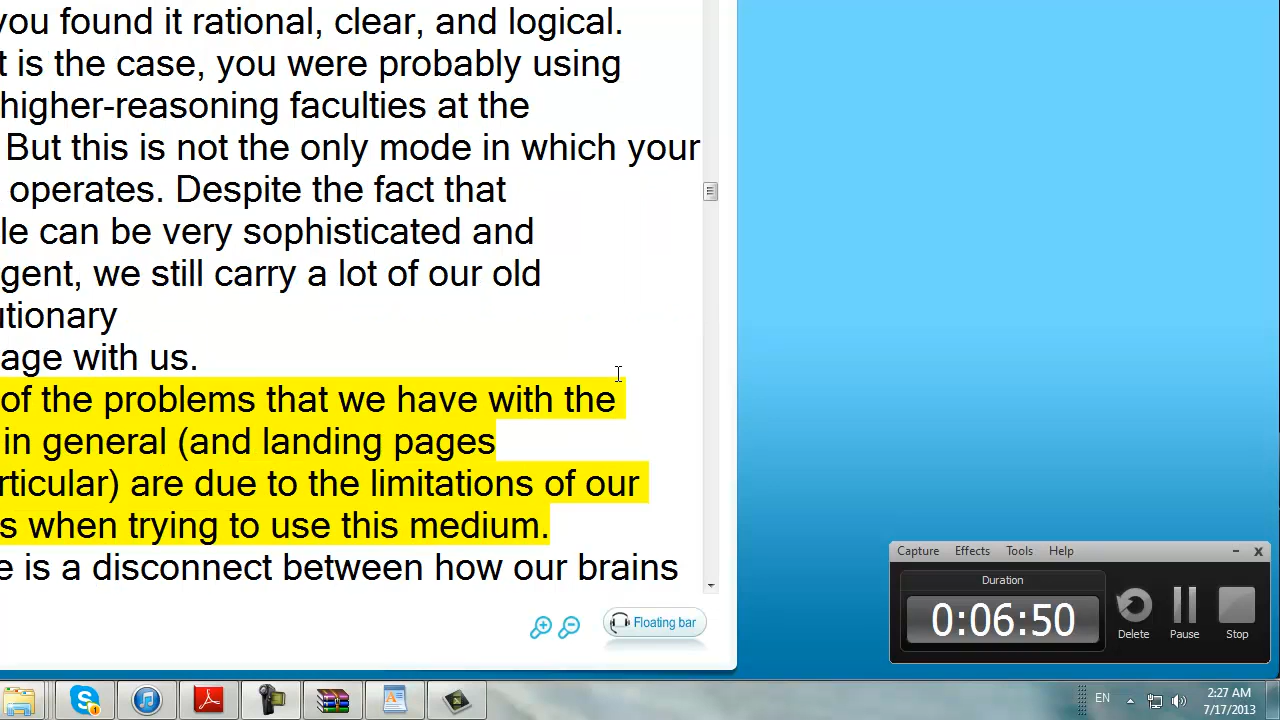 you found it rational, clear, and logical.
t is the case, you were probably using
higher-reasoning faculties at the
But this is not the only mode in which your
operates. Despite the fact that
le can be very sophisticated and
gent, we still carry a lot of our old
utionary
age with us.
of the problems that we have with the
in general (and landing pages
rticular) are due to the limitations of our
s when trying to use this medium.
e is a disconnect between how our brains
Floating bar
Capture Effects Tools Help
Duration
0:06:50
Delete Pause Stop
EN
2:27 AM
7/17/2013